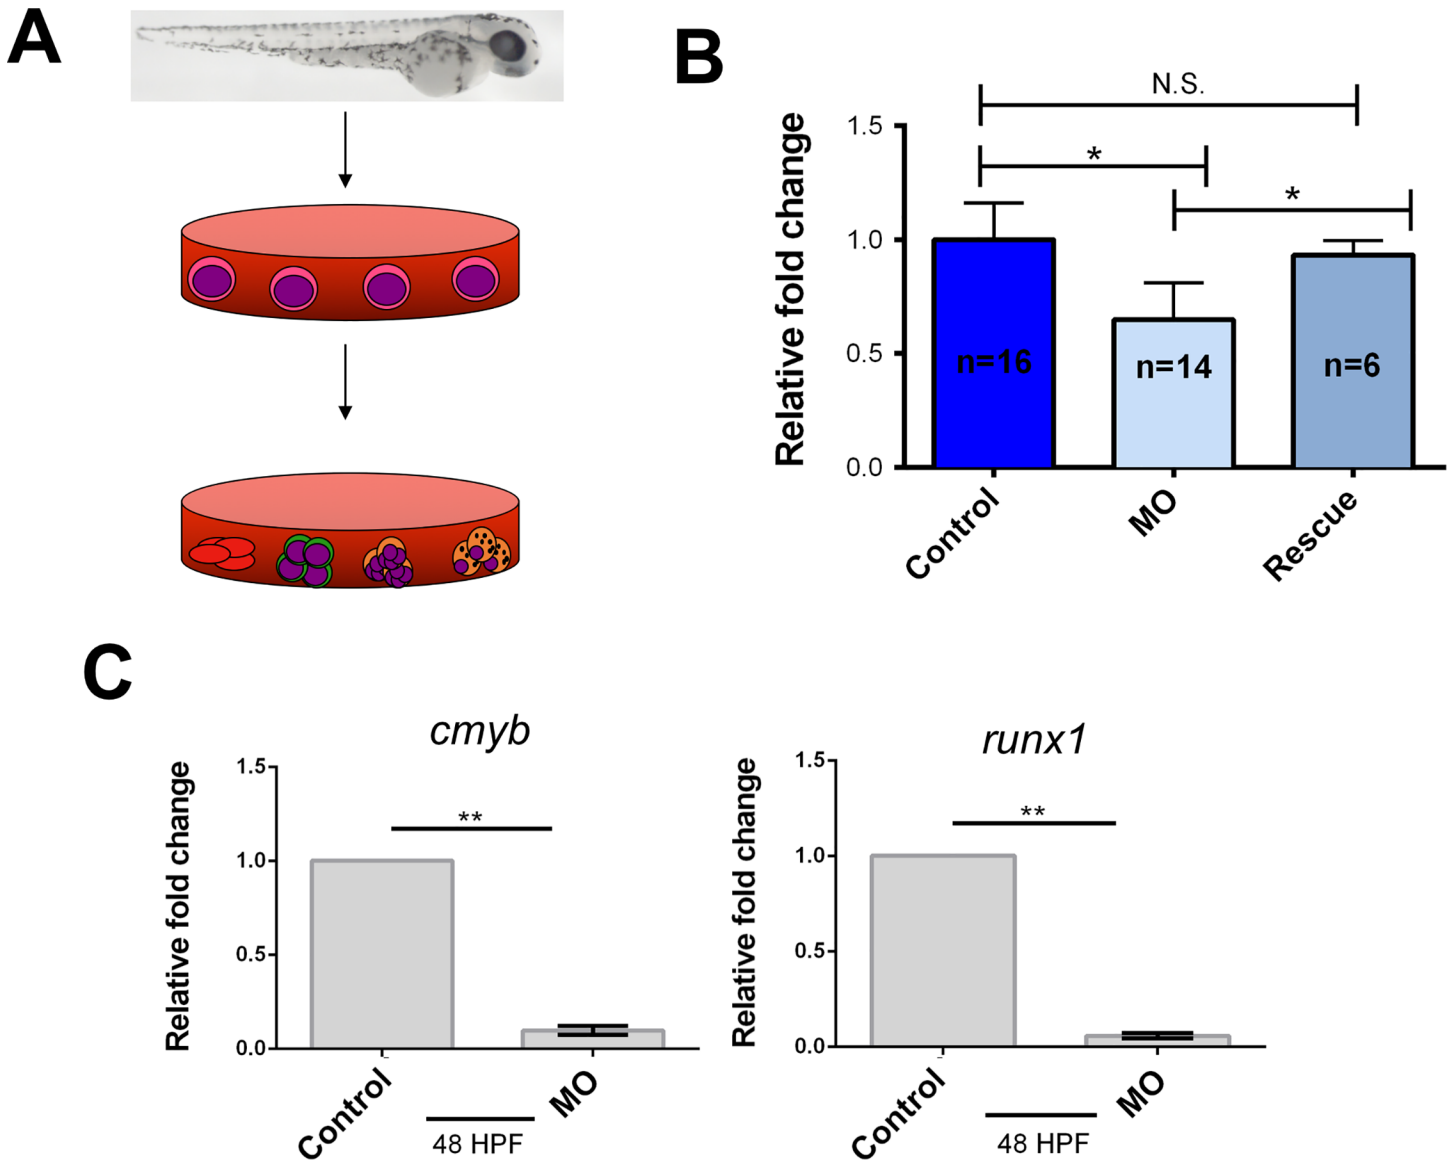 A
B
N.S.
*
*
Relative fold change
1.5
1.0
0.5
0.0
n=16
n=14
n=6
Control
MO
Rescue
C
cmyb
Relative fold change
1.5
1.0
0.5
0.0
**
Control
MO
48 HPF
runx1
Relative fold change
1.5
1.0
0.5
0.0
**
Control
MO
48 HPF